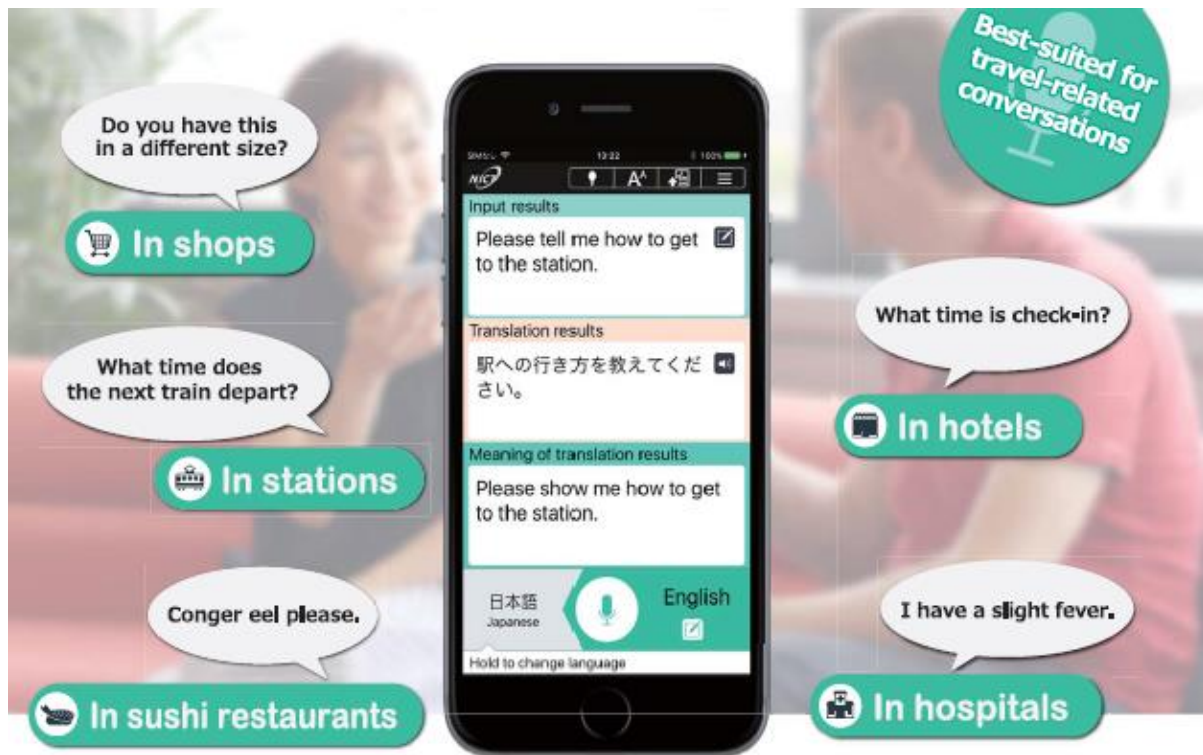 Best-suited for
travel-related
conversations
Do you have this
in a different size?
In shops
What time does
the next train depart?
In stations
Conger eel please.
In sushi restaurants
13:22
100%
NICT
AA
Input results
Please tell me how to get
to the station.
Translation results
駅への行き方を教えてくだ
さい。
Meaning of translation results
Please show me how to get
to the station.
日本語
Japanese
English
Hold to change language
What time is check-in?
In hotels
I have a slight fever.
In hospitals